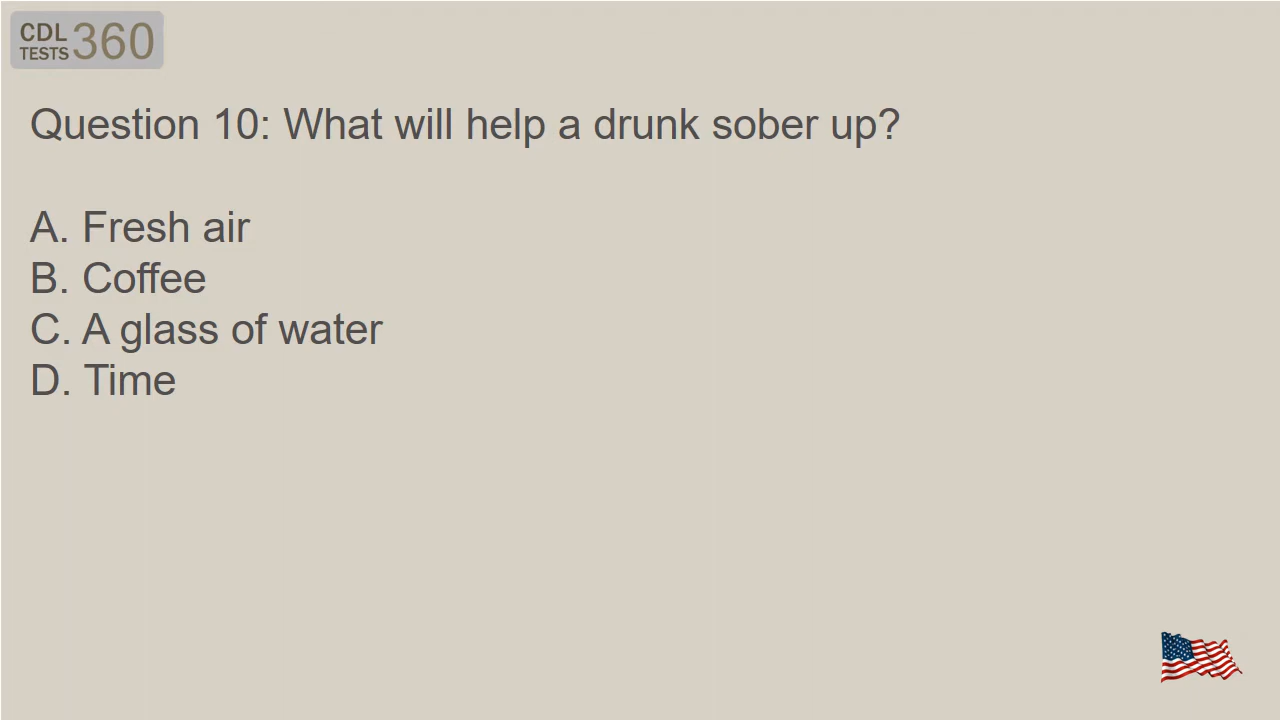 CDL
TESTS 360
Question 10: What will help a drunk sober up?
A. Fresh air
B. Coffee
C. A glass of water
D. Time